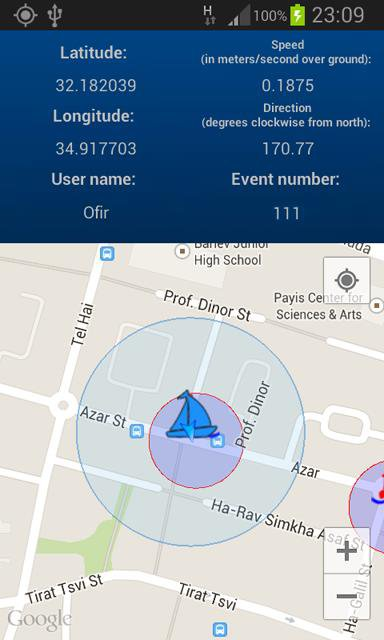 H
100%
23:09
Latitude:
Speed
(in meters/second over ground):
32.182039
0.1875
Longitude:
Direction
(degrees clockwise from north):
34.917703
170.77
User name:
Event number:
Ofir
111
Barlev Junior
High School
Prof. Dinor St
Payis Center for
Sciences & Arts
Tel Hai
Azar St
Prof. Dinor
Azar
Ha-Rav Simkha Asaf St
Ha-Galil St
Tirat Tsvi St
Tirat Tsvi
Google